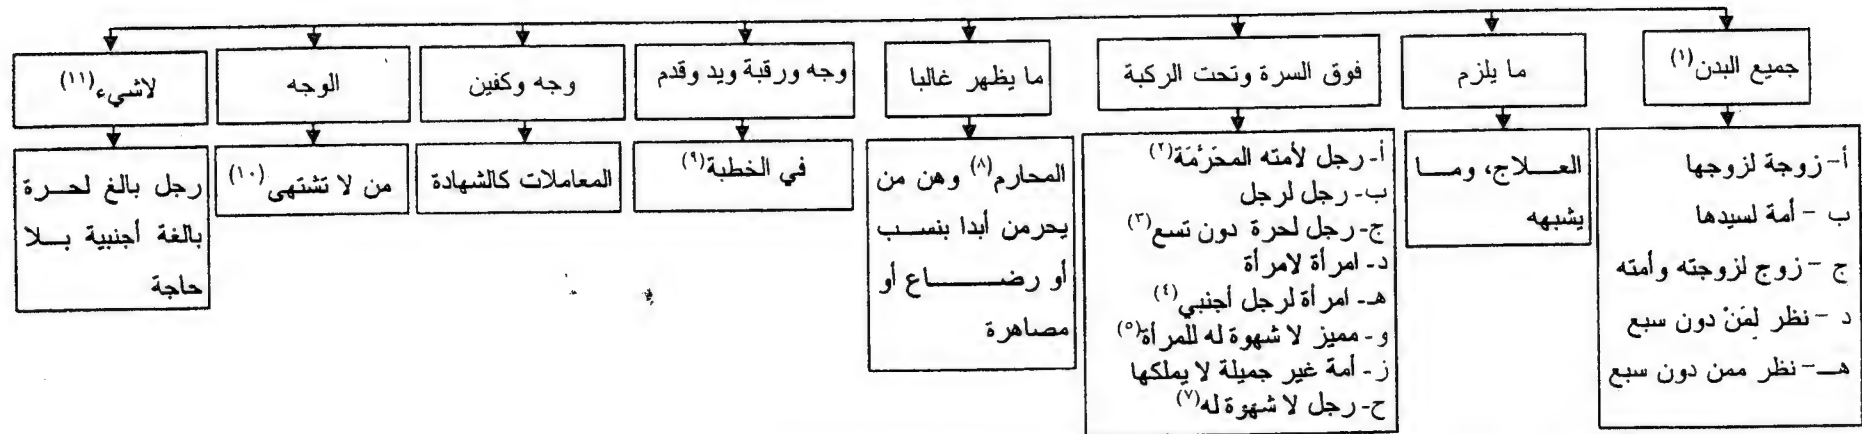 جميع البدن(١)
أ- زوجة لزوجها
ب - أمة لسيدها
ج - زوج لزوجته وأمته
د - نظر لِمَنْ دون سبع
هـ - نظر ممن دون سبع
ما يلزم
العلاج، وما
يشبهه
فوق السرة وتحت الركبة
أ- رجل لأمته المحَرَّمَة(٢)
ب- رجل لرجل
ج- رجل لحرة دون تسع(٣)
د- امرأة لامرأة
هـ- امرأة لرجل أجنبي(٤)
و- مميز لا شهوة له للمرأة(٥)
ز- أمة غير جميلة لا يملكها
ح- رجل لا شهوة له(٧)
ما يظهر غالبا
المحارم(٨) وهن من
يحرمن أبدا بنسب
أو رضاع أو
مصاهرة
وجه ورقبة ويد وقدم
في الخطبة(٩)
وجه وكفين
المعاملات كالشهادة
الوجه
من لا تشتهى(١٠)
لاشيء(١١)
رجل بالغ لحرة
بالغة أجنبية بلا
حاجة